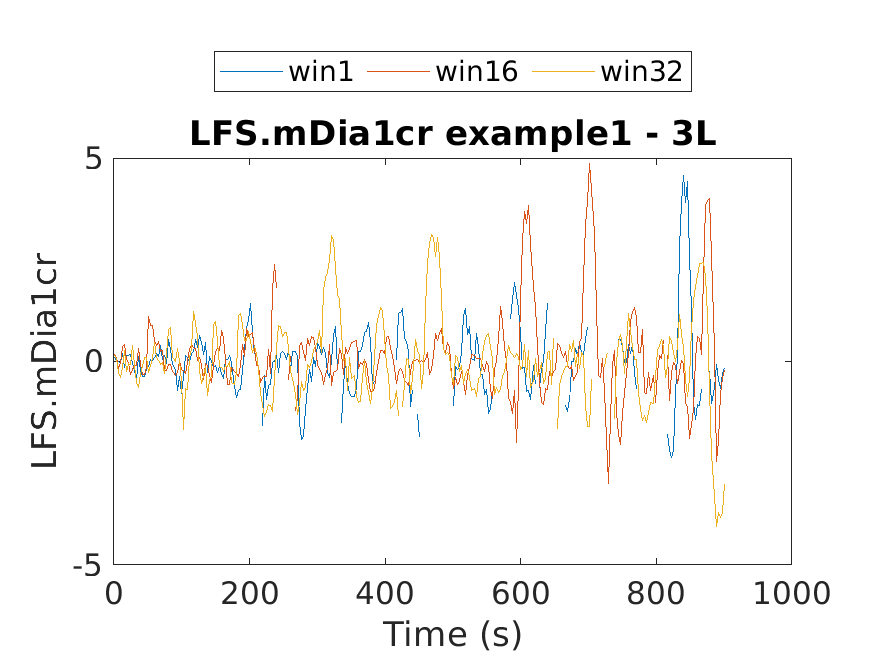 win1 win16 win32
LFS.mDia1cr example1 - 3L
5
0
-5
LFS.mDia1cr
0 200 400 600 800 1000
Time (s)